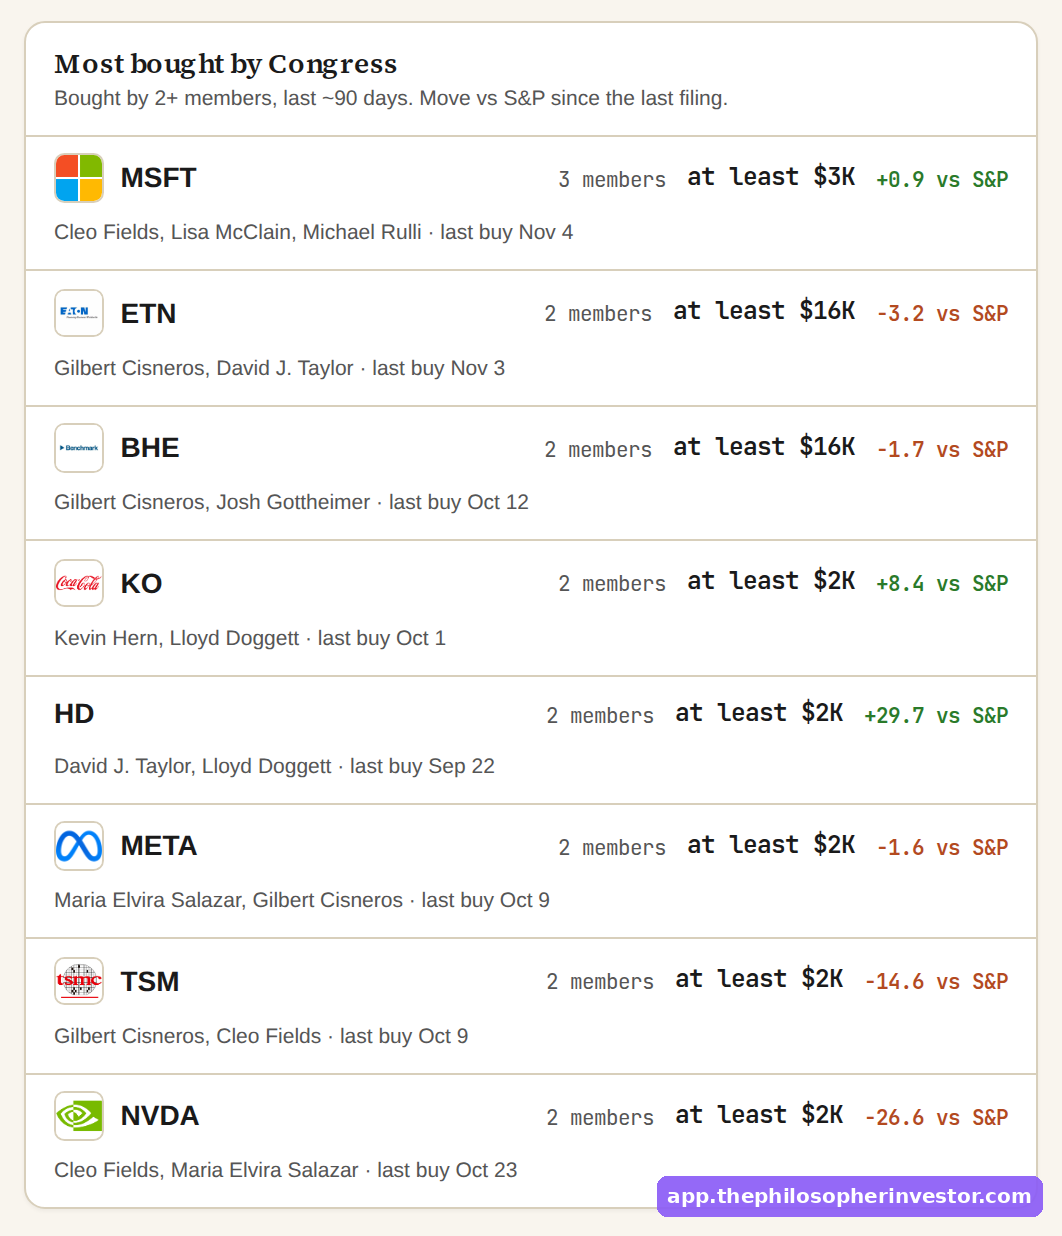 Most bought by Congress
Bought by 2+ members, last ~90 days. Move vs S&P since the last filing.
MSFT 3 members at least $3K +0.9 vs S&P
Cleo Fields, Lisa McClain, Michael Rulli · last buy Nov 4
EATON
ETN 2 members at least $16K -3.2 vs S&P
Gilbert Cisneros, David J. Taylor · last buy Nov 3
Benchmark
BHE 2 members at least $16K -1.7 vs S&P
Gilbert Cisneros, Josh Gottheimer · last buy Oct 12
Coca-Cola
KO 2 members at least $2K +8.4 vs S&P
Kevin Hern, Lloyd Doggett · last buy Oct 1
HD 2 members at least $2K +29.7 vs S&P
David J. Taylor, Lloyd Doggett · last buy Sep 22
META 2 members at least $2K -1.6 vs S&P
Maria Elvira Salazar, Gilbert Cisneros · last buy Oct 9
tsmc
TSM 2 members at least $2K -14.6 vs S&P
Gilbert Cisneros, Cleo Fields · last buy Oct 9
NVDA 2 members at least $2K -26.6 vs S&P
Cleo Fields, Maria Elvira Salazar · last buy Oct 23
app.thephilosopherinvestor.com